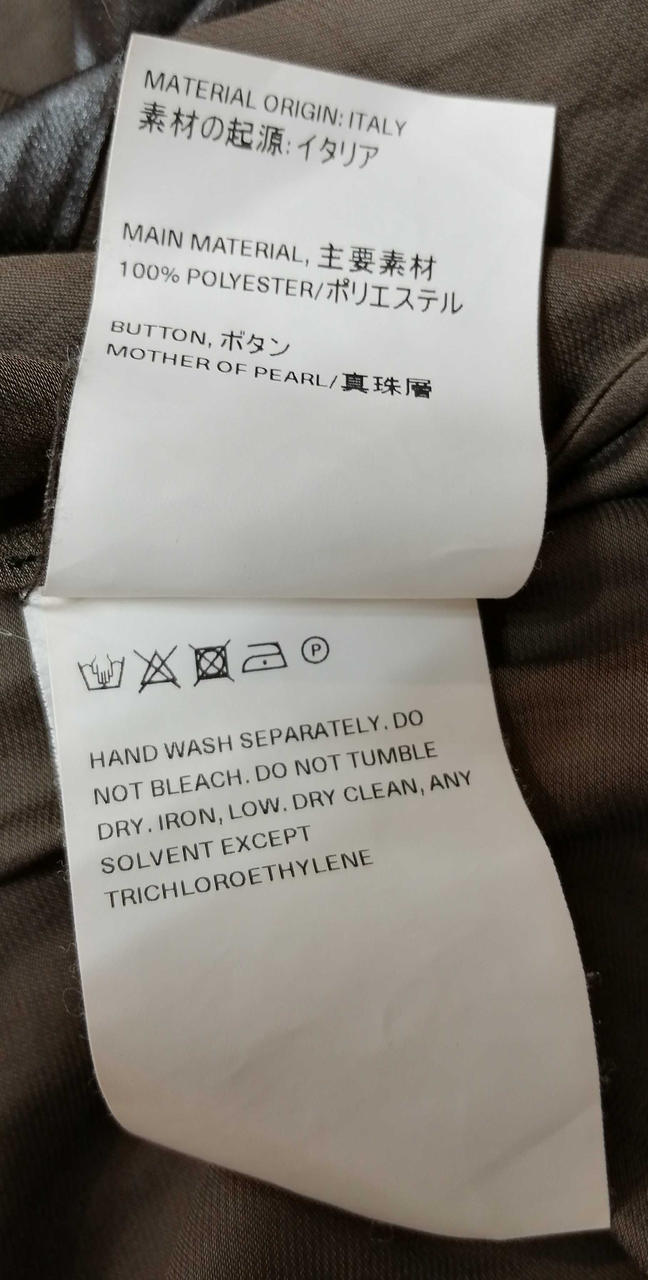 MATERIAL ORIGIN: ITALY
素材の起源: イタリア
MAIN MATERIAL, 主要素材
100% POLYESTER/ポリエステル
BUTTON, ボタン
MOTHER OF PEARL/真珠層
P
HAND WASH SEPARATELY. DO
NOT BLEACH. DO NOT TUMBLE
DRY. IRON, LOW. DRY CLEAN, ANY
SOLVENT EXCEPT
TRICHLOROETHYLENE